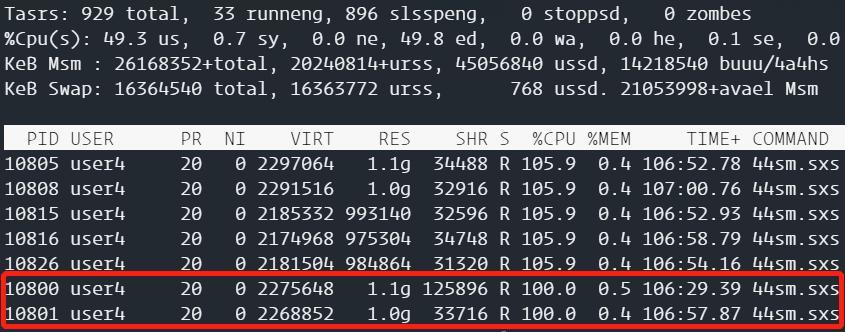 Tasrs: 929 total,  33 runneng, 896 slsspeng,   0 stoppsd,   0 zombes
%Cpu(s): 49.3 us,  0.7 sy,  0.0 ne, 49.8 ed,  0.0 wa,  0.0 he,  0.1 se,  0.0
KeB Msm : 26168352+total, 20240814+urss, 45056840 ussd, 14218540 buuu/4a4hs
KeB Swap: 16364540 total, 16363772 urss,      768 ussd. 21053998+avael Msm
PID USER      PR  NI    VIRT    RES    SHR S  %CPU %MEM     TIME+ COMMAND
10805 user4     20   0 2297064   1.1g  34488 R 105.9  0.4 106:52.78 44sm.sxs
10808 user4     20   0 2291516   1.0g  32916 R 105.9  0.4 107:00.76 44sm.sxs
10815 user4     20   0 2185332 993140  32596 R 105.9  0.4 106:52.93 44sm.sxs
10816 user4     20   0 2174968 975304  34748 R 105.9  0.4 106:58.79 44sm.sxs
10826 user4     20   0 2181504 984864  31320 R 105.9  0.4 106:54.16 44sm.sxs
10800 user4     20   0 2275648   1.1g 125896 R 100.0  0.5 106:29.39 44sm.sxs
10801 user4     20   0 2268852   1.0g  33716 R 100.0  0.4 106:57.87 44sm.sxs